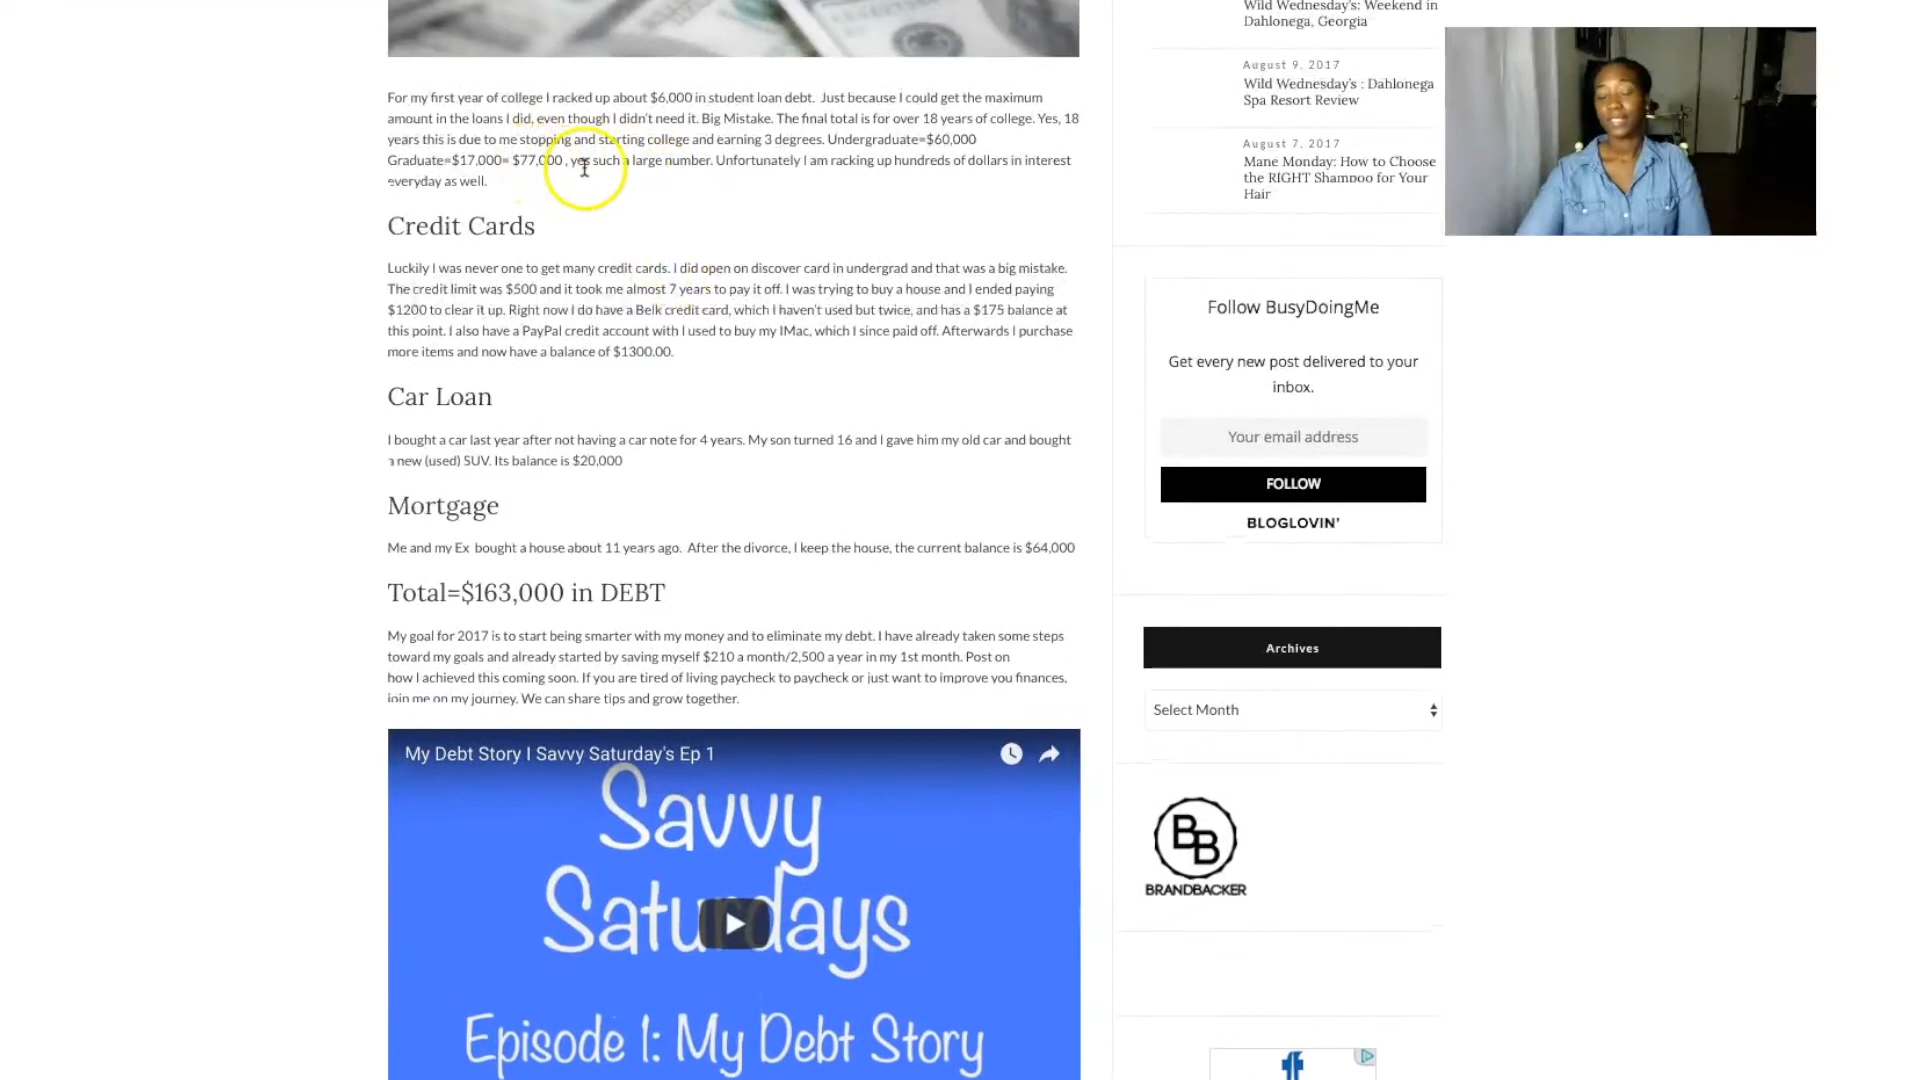 For my first year of college I racked up about $6,000 in student loan debt.  Just because I could get the maximum
amount in the loans I did, even though I didn't need it. Big Mistake. The final total is for over 18 years of college. Yes, 18
years this is due to me stopping and starting college and earning 3 degrees. Undergraduate=$60,000
Graduate=$17,000= $77,000 , yes such a large number. Unfortunately I am racking up hundreds of dollars in interest
everyday as well.
Credit Cards
Luckily I was never one to get many credit cards. I did open on discover card in undergrad and that was a big mistake.
The credit limit was $500 and it took me almost 7 years to pay it off. I was trying to buy a house and I ended paying
$1200 to clear it up. Right now I do have a Belk credit card, which I haven't used but twice, and has a $175 balance at
this point. I also have a PayPal credit account with I used to buy my IMac, which I since paid off. Afterwards I purchase
more items and now have a balance of $1300.00.
Car Loan
I bought a car last year after not having a car note for 4 years. My son turned 16 and I gave him my old car and bought
a new (used) SUV. Its balance is $20,000
Mortgage
Me and my Ex  bought a house about 11 years ago.  After the divorce, I keep the house, the current balance is $64,000
Total=$163,000 in DEBT
My goal for 2017 is to start being smarter with my money and to eliminate my debt. I have already taken some steps
toward my goals and already started by saving myself $210 a month/2,500 a year in my 1st month. Post on
how I achieved this coming soon. If you are tired of living paycheck to paycheck or just want to improve you finances,
join me on my journey. We can share tips and grow together.
My Debt Story I Savvy Saturday's Ep 1
Savvy
Saturdays
Episode 1: My Debt Story
Wild Wednesday's: Weekend in
Dahlonega, Georgia
August 9, 2017
Wild Wednesday's : Dahlonega
Spa Resort Review
August 7, 2017
Mane Monday: How to Choose
the RIGHT Shampoo for Your
Hair
Follow BusyDoingMe
Get every new post delivered to your
inbox.
Your email address
FOLLOW
BLOGLOVIN'
Archives
Select Month
BB
BRANDBACKER